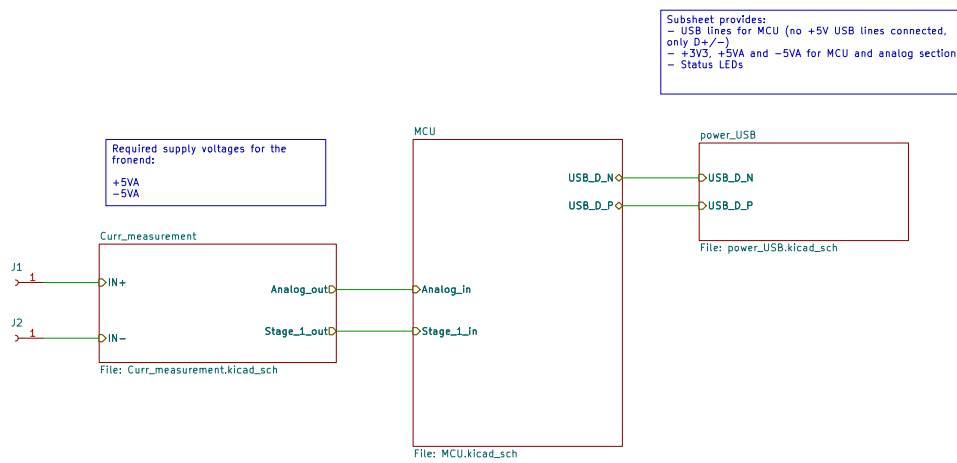 Subsheet provides:
- USB lines for MCU (no +5V USB lines connected,
only D+/-)
- +3V3, +5VA and -5VA for MCU and analog section
- Status LEDs
Required supply voltages for the
fronend:
+5VA
-5VA
MCU
power_USB
USB_D_N
USB_D_N
USB_D_P
USB_D_P
File: power_USB.kicad_sch
Curr_measurement
J1
1
IN+
Analog_out
Analog_in
J2
1
IN-
Stage_1_out
Stage_1_in
File: Curr_measurement.kicad_sch
File: MCU.kicad_sch